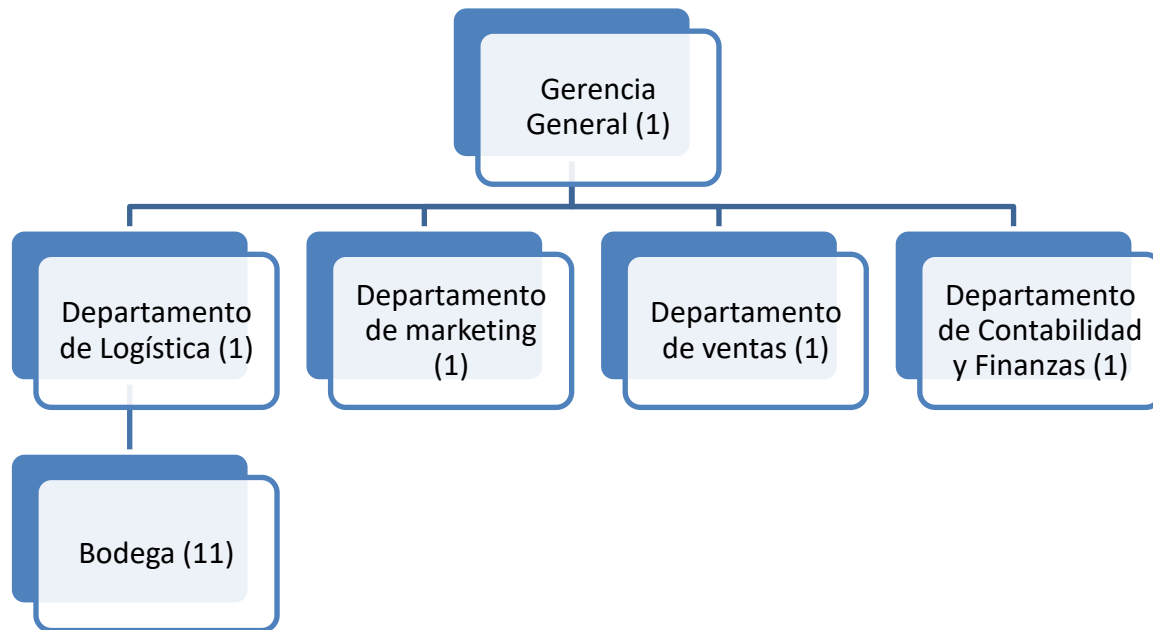 Gerencia
General (1)
Departamento
de Logística (1)
Departamento
de marketing
(1)
Departamento
de ventas (1)
Departamento
de Contabilidad
y Finanzas (1)
Bodega (11)